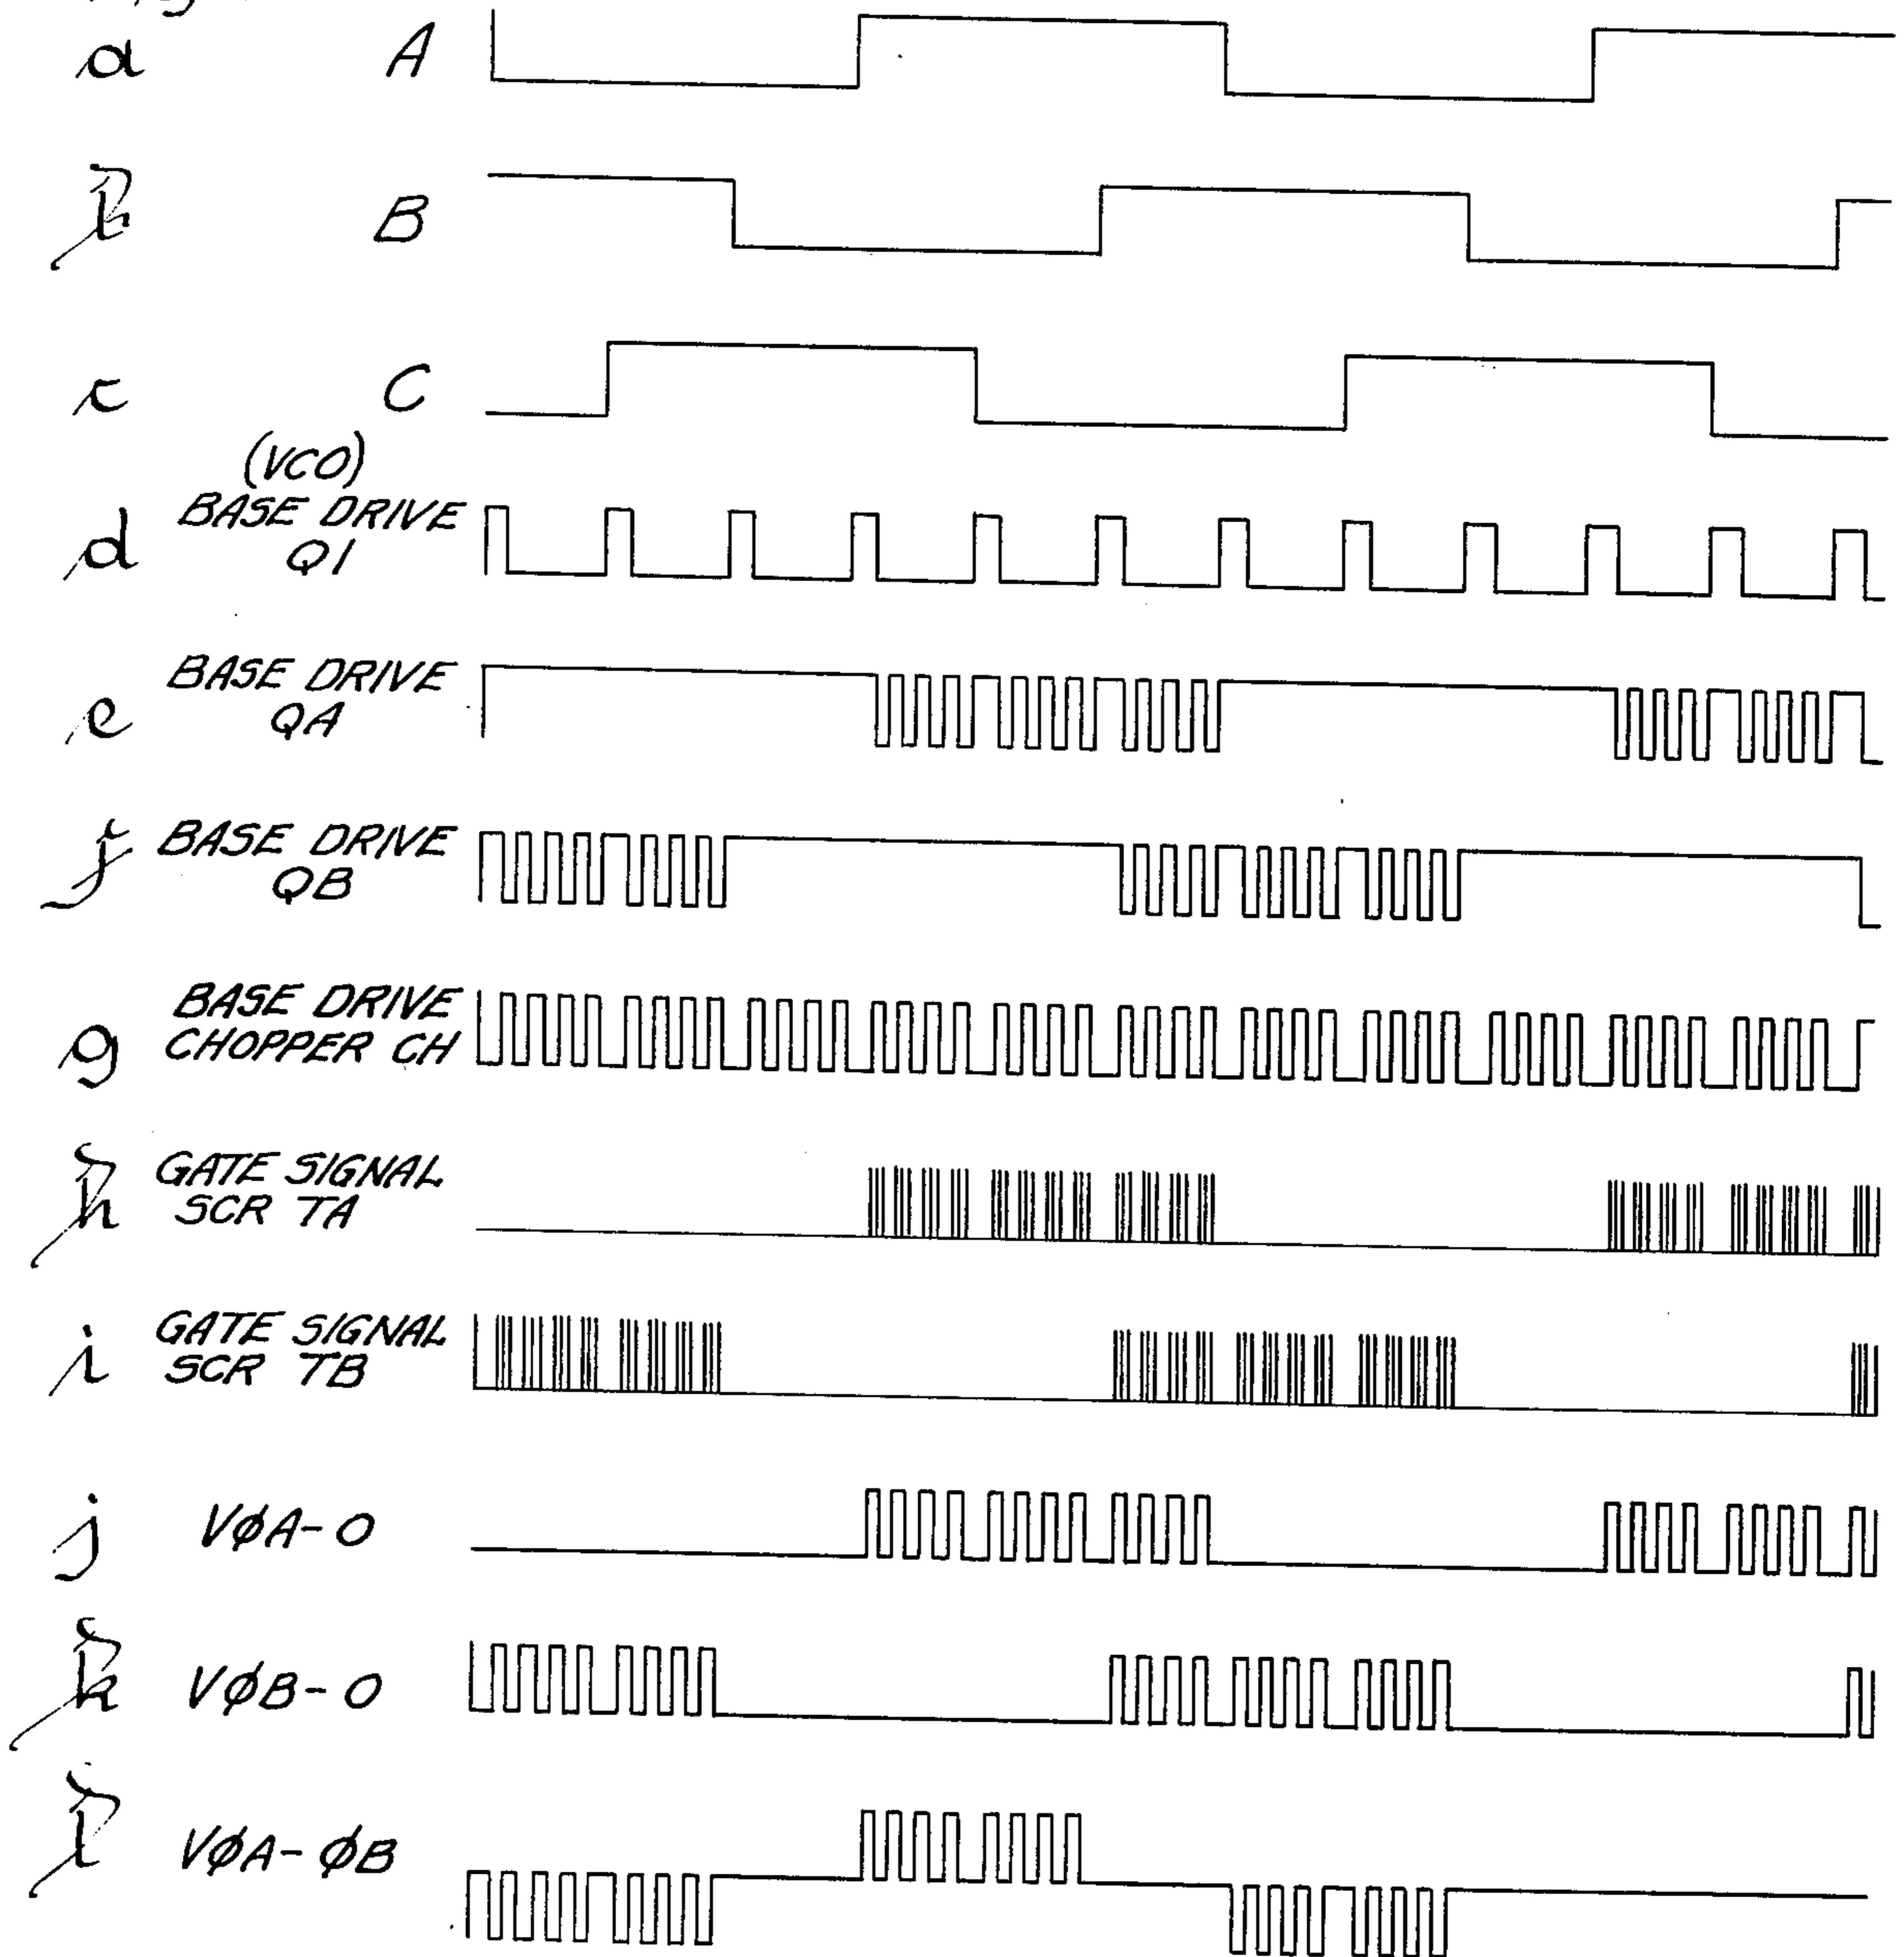 a A
b B
c C
(VCO)
d BASE DRIVE
Q1
e BASE DRIVE
QA
f BASE DRIVE
QB
g BASE DRIVE
CHOPPER CH
h GATE SIGNAL
SCR TA
i GATE SIGNAL
SCR TB
j VØA-O
k VØB-O
l VØA-ØB